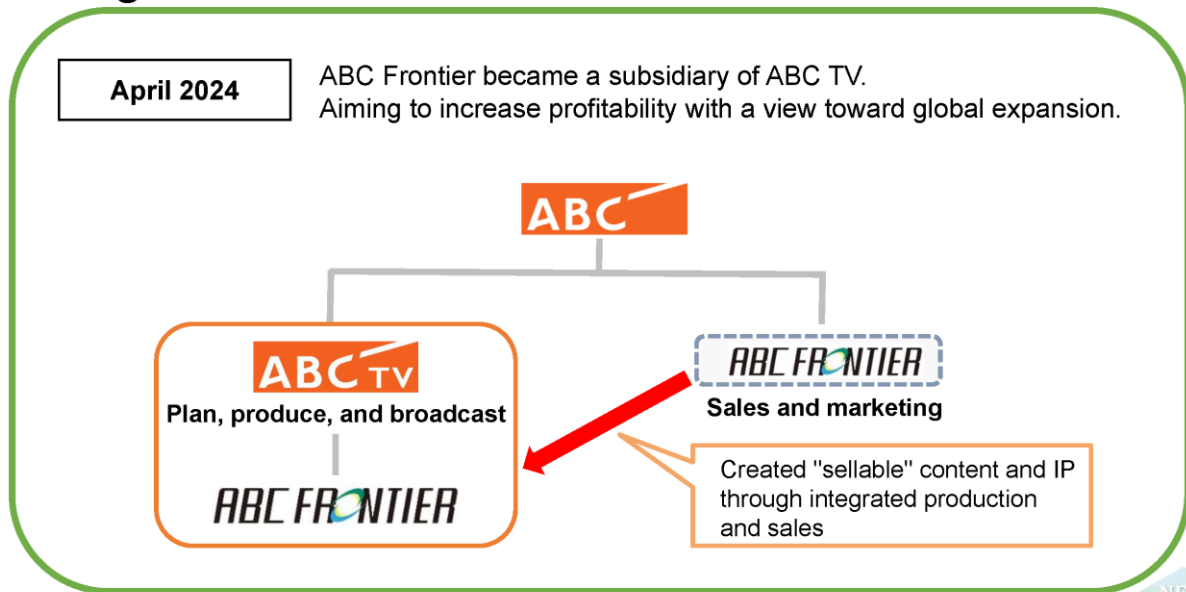 April 2024
ABC Frontier became a subsidiary of ABC TV.
Aiming to increase profitability with a view toward global expansion.
ABC
ABC TV
Plan, produce, and broadcast
ABC FRONTIER
ABC FRONTIER
Sales and marketing
Created "sellable" content and IP
through integrated production
and sales